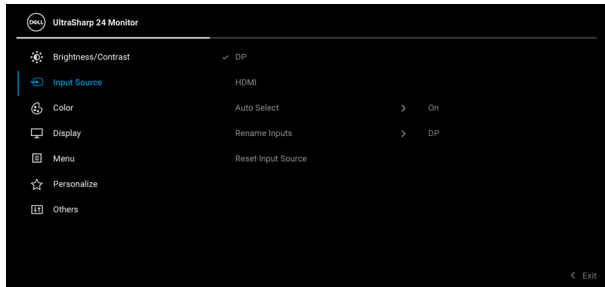 DELL UltraSharp 24 Monitor
Brightness/Contrast DP
Input Source HDMI
Color Auto Select > On
Display Rename Inputs > DP
Menu Reset Input Source
Personalize
Others
< Exit